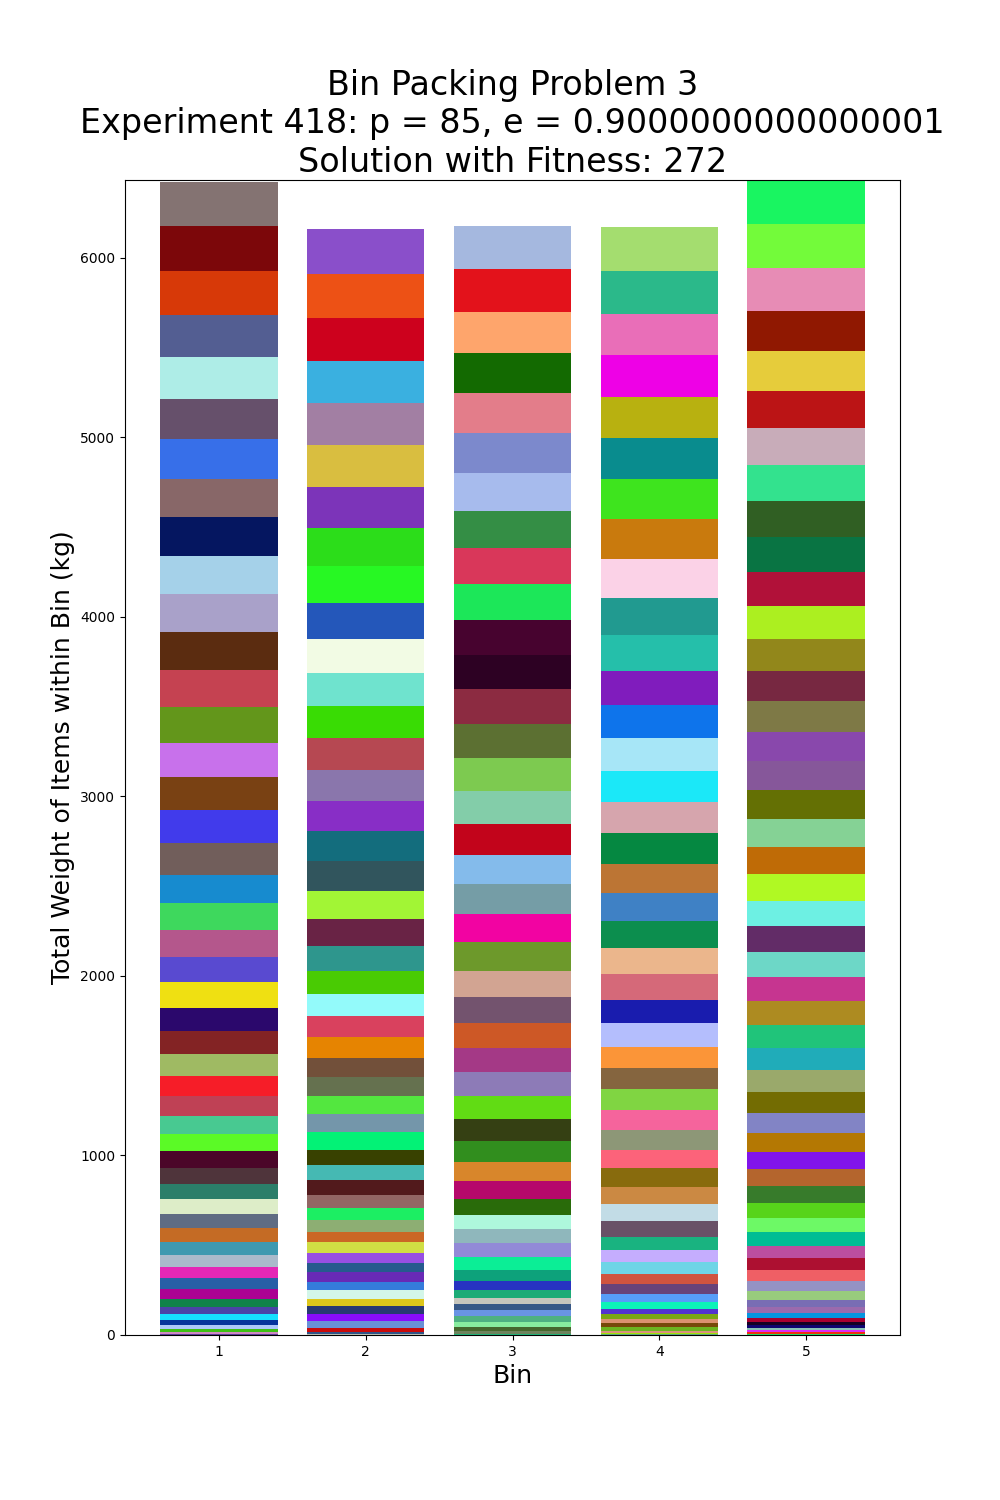 Bin Packing Problem 3
Experiment 418: p = 85, e = 0.9000000000000001
Solution with Fitness: 272
Total Weight of Items within Bin (kg)
6000
5000
4000
3000
2000
1000
0
1 2 3 4 5
Bin